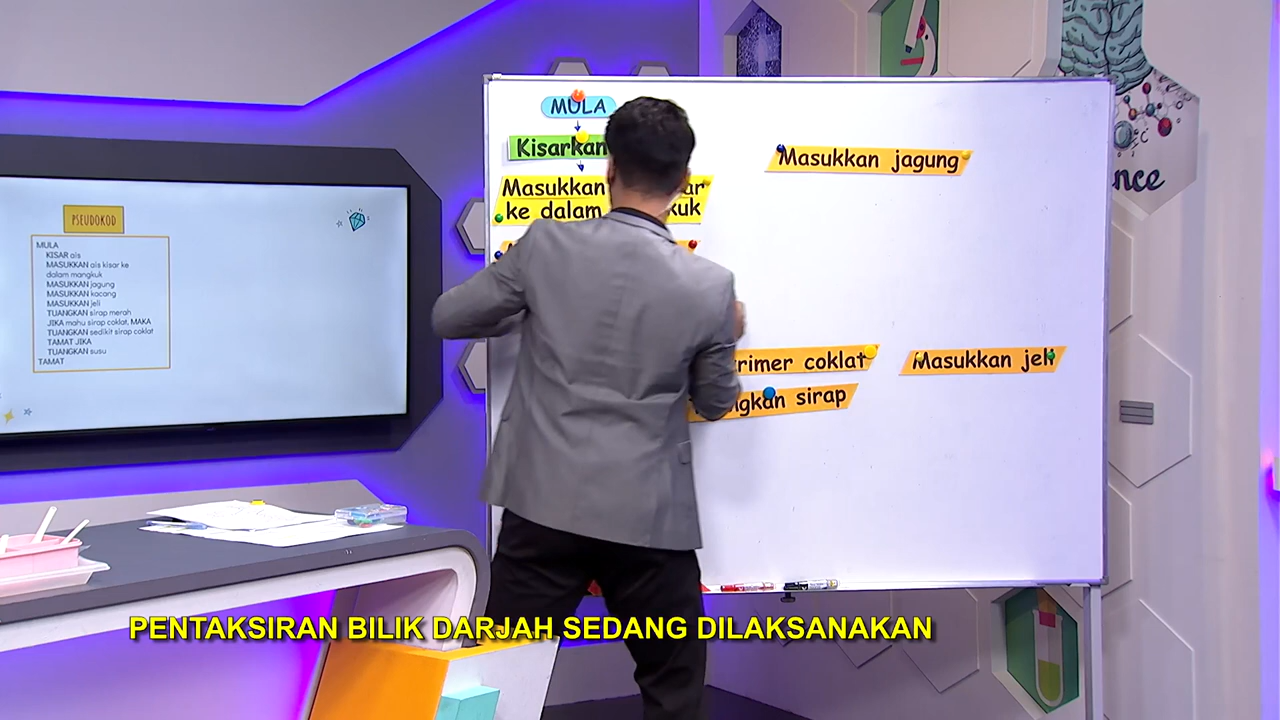 PSEUDOKOD
MULA
KISAR ais
MASUKKAN ais kisar ke
dalam mangkuk
MASUKKAN jagung
MASUKKAN kacang
MASUKKAN jeli
TUANGKAN sirap merah
JIKA mahu sirap coklat, MAKA
TUANGKAN sedikit sirap coklat
TAMAT JIKA
TUANGKAN susu
TAMAT
MULA
Kisarkan
Masukkan
ke dalam
Masukkan jagung
coklat
Masukkan jeli
sirap
PENTAKSIRAN BILIK DARJAH SEDANG DILAKSANAKAN